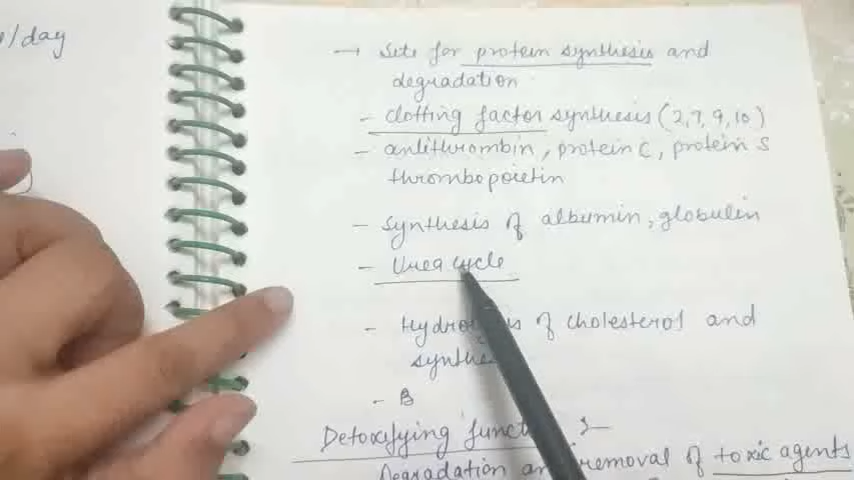 /day
→ Site for protein synthesis and
degradation
- clotting factor synthesis (2,7,9,10)
- antithrombin, protein C, protein S
thrombopoietin
- Synthesis of albumin, globulin
- Urea cycle
- of cholesterol and
- B
Detoxifying
Degradation removal of toxic agents